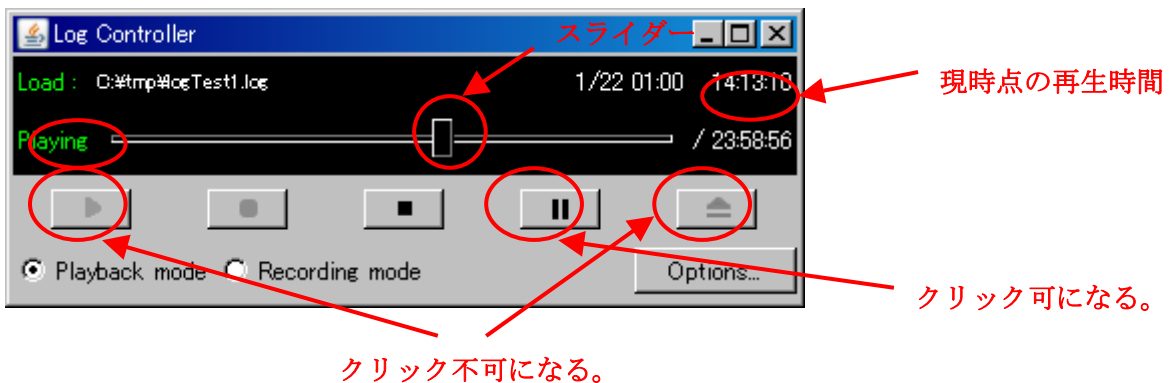 Log Controller
スライダー
Load : C:¥tmp¥logTest1.log 1/22 01:00 14:13:10
現時点の再生時間
Playing / 23:58:56
Playback mode Recording mode Options...
クリック可になる。
クリック不可になる。